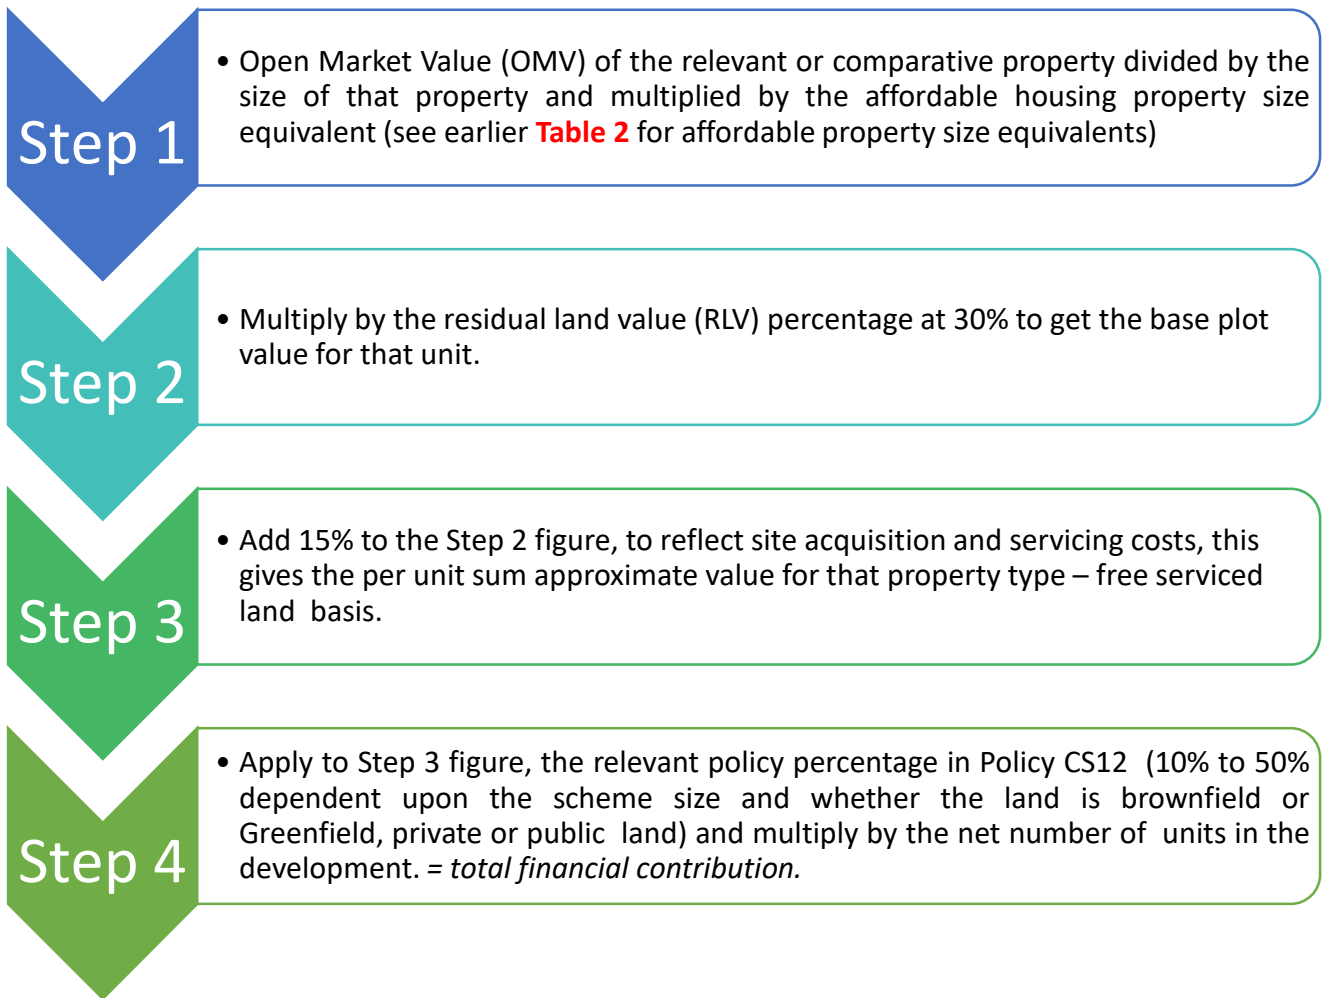 Step 1
• Open Market Value (OMV) of the relevant or comparative property divided by the
size of that property and multiplied by the affordable housing property size
equivalent (see earlier Table 2 for affordable property size equivalents)
Step 2
• Multiply by the residual land value (RLV) percentage at 30% to get the base plot
value for that unit.
Step 3
• Add 15% to the Step 2 figure, to reflect site acquisition and servicing costs, this
gives the per unit sum approximate value for that property type – free serviced
land basis.
Step 4
• Apply to Step 3 figure, the relevant policy percentage in Policy CS12 (10% to 50%
dependent upon the scheme size and whether the land is brownfield or
Greenfield, private or public land) and multiply by the net number of units in the
development. = total financial contribution.